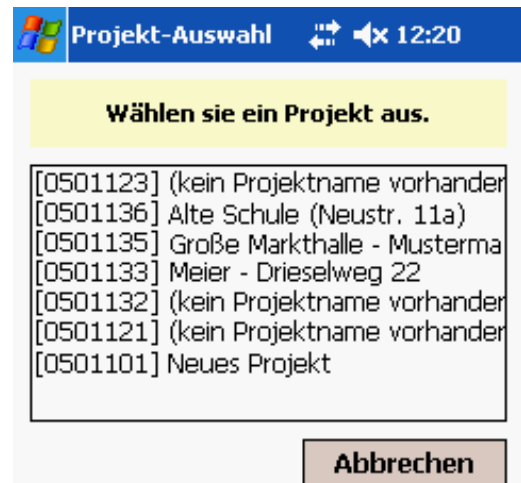 Projekt-Auswahl 12:20
Wählen sie ein Projekt aus.
[0501123] (kein Projektname vorhander
[0501136] Alte Schule (Neustr. 11a)
[0501135] Große Markthalle - Musterma
[0501133] Meier - Drieselweg 22
[0501132] (kein Projektname vorhander
[0501121] (kein Projektname vorhander
[0501101] Neues Projekt
Abbrechen